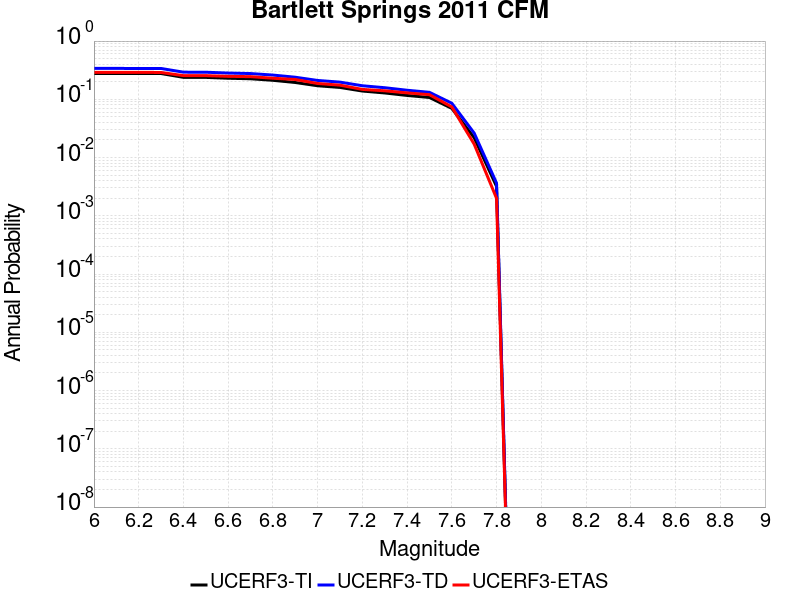 Bartlett Springs 2011 CFM
Annual Probability
10^0
10^-1
10^-2
10^-3
10^-4
10^-5
10^-6
10^-7
10^-8
6 6.2 6.4 6.6 6.8 7 7.2 7.4 7.6 7.8 8 8.2 8.4 8.6 8.8 9
Magnitude
UCERF3-TI UCERF3-TD UCERF3-ETAS